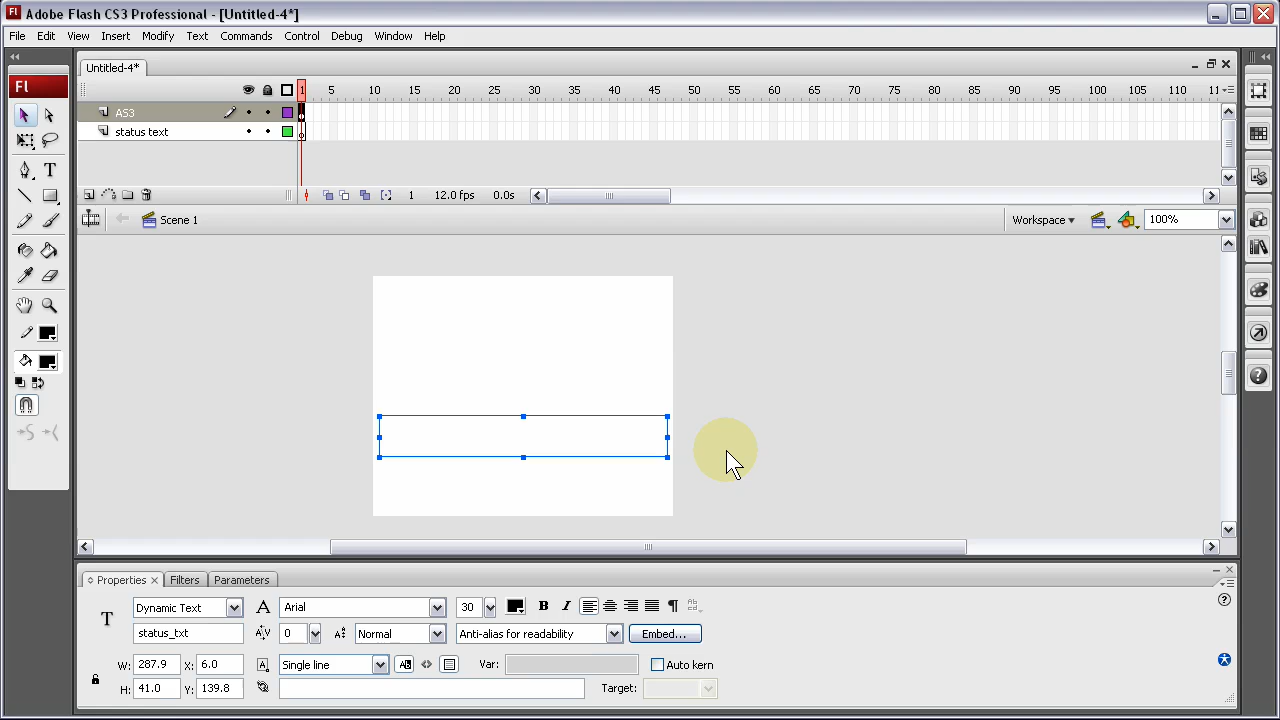 Fl Adobe Flash CS3 Professional - [Untitled-4*]
File Edit View Insert Modify Text Commands Control Debug Window Help
Untitled-4*
Fl
1 5 10 15 20 25 30 35 40 45 50 55 60 65 70 75 80 85 90 95 100 105 110 11
AS3
status text
1 12.0 fps 0.0s
Scene 1 Workspace 100%
Properties Filters Parameters
T Dynamic Text A Arial 30 B I
status_txt A/V 0 Normal Anti-alias for readability Embed...
W: 287.9 X: 6.0 Single line AB Var: Auto kern
H: 41.0 Y: 139.8 Target: